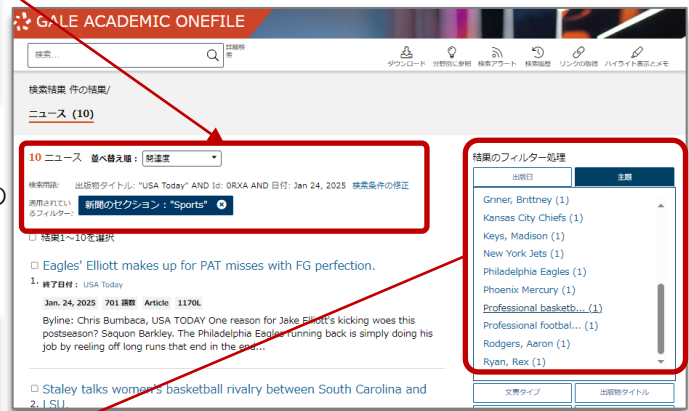 GALE ACADEMIC ONEFILE
検索...
詳細検索
ダウンロード 分野別に参照 検索アラート 検索履歴 リンクの取得 ハイライト表示とメモ
検索結果 件の結果/
ニュース (10)
10 ニュース 並べ替え順： 関連度
検索用語: 出版物タイトル: "USA Today" AND Id: 0RXA AND 日付: Jan 24, 2025 検索条件の修正
適用されているフィルター: 新聞のセクション："Sports"
結果1～10を選択
Eagles' Elliott makes up for PAT misses with FG perfection.
1. 終了日付： USA Today
Jan. 24, 2025 701 語数 Article 1170L
Byline: Chris Bumbaca, USA TODAY One reason for Jake Elliott's kicking woes this
postseason? Saquon Barkley. The Philadelphia Eagles running back is simply doing his
job by reeling off long runs that end in the end...
Staley talks women's basketball rivalry between South Carolina and
2. LSU.
結果のフィルター処理
出版日 主題
Griner, Brittney (1)
Kansas City Chiefs (1)
Keys, Madison (1)
New York Jets (1)
Philadelphia Eagles (1)
Phoenix Mercury (1)
Professional basketb... (1)
Professional footbal... (1)
Rodgers, Aaron (1)
Ryan, Rex (1)
文書タイプ 出版物タイトル